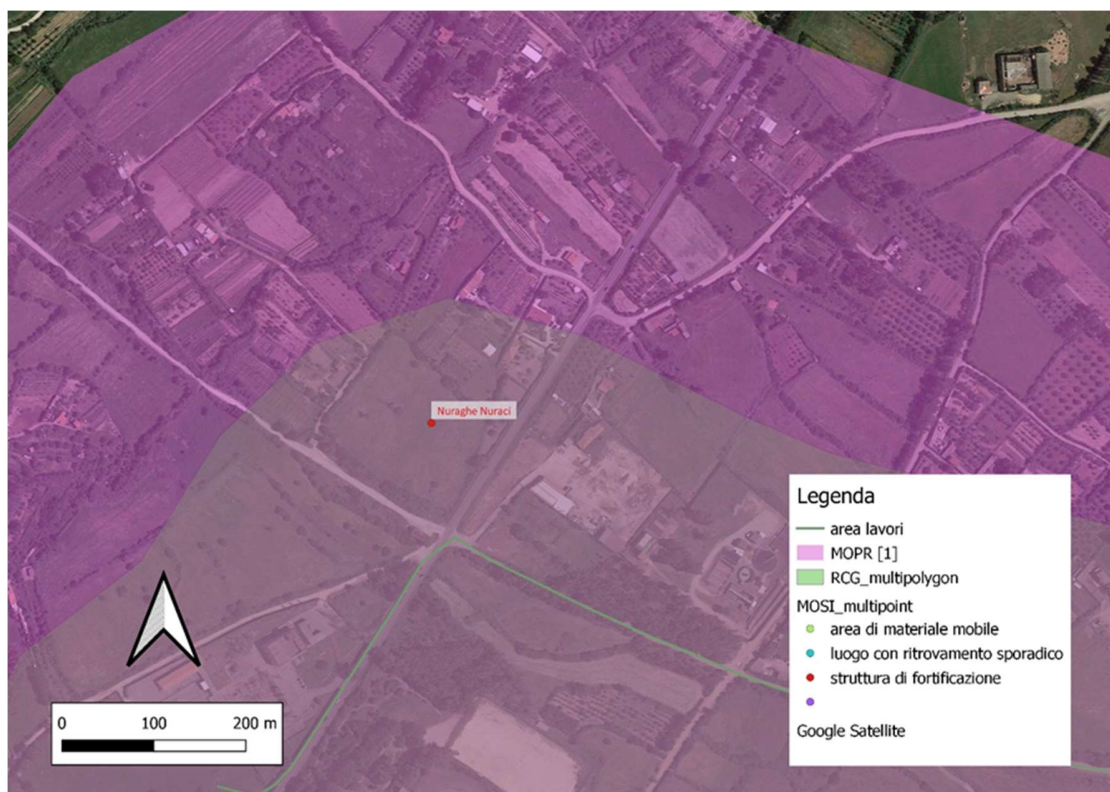 Nuraghe Nuraci
Legenda
area lavori
MOPR [1]
RCG_multipolygon
MOSI_multipoint
area di materiale mobile
luogo con ritrovamento sporadico
struttura di fortificazione
Google Satellite
0 100 200 m